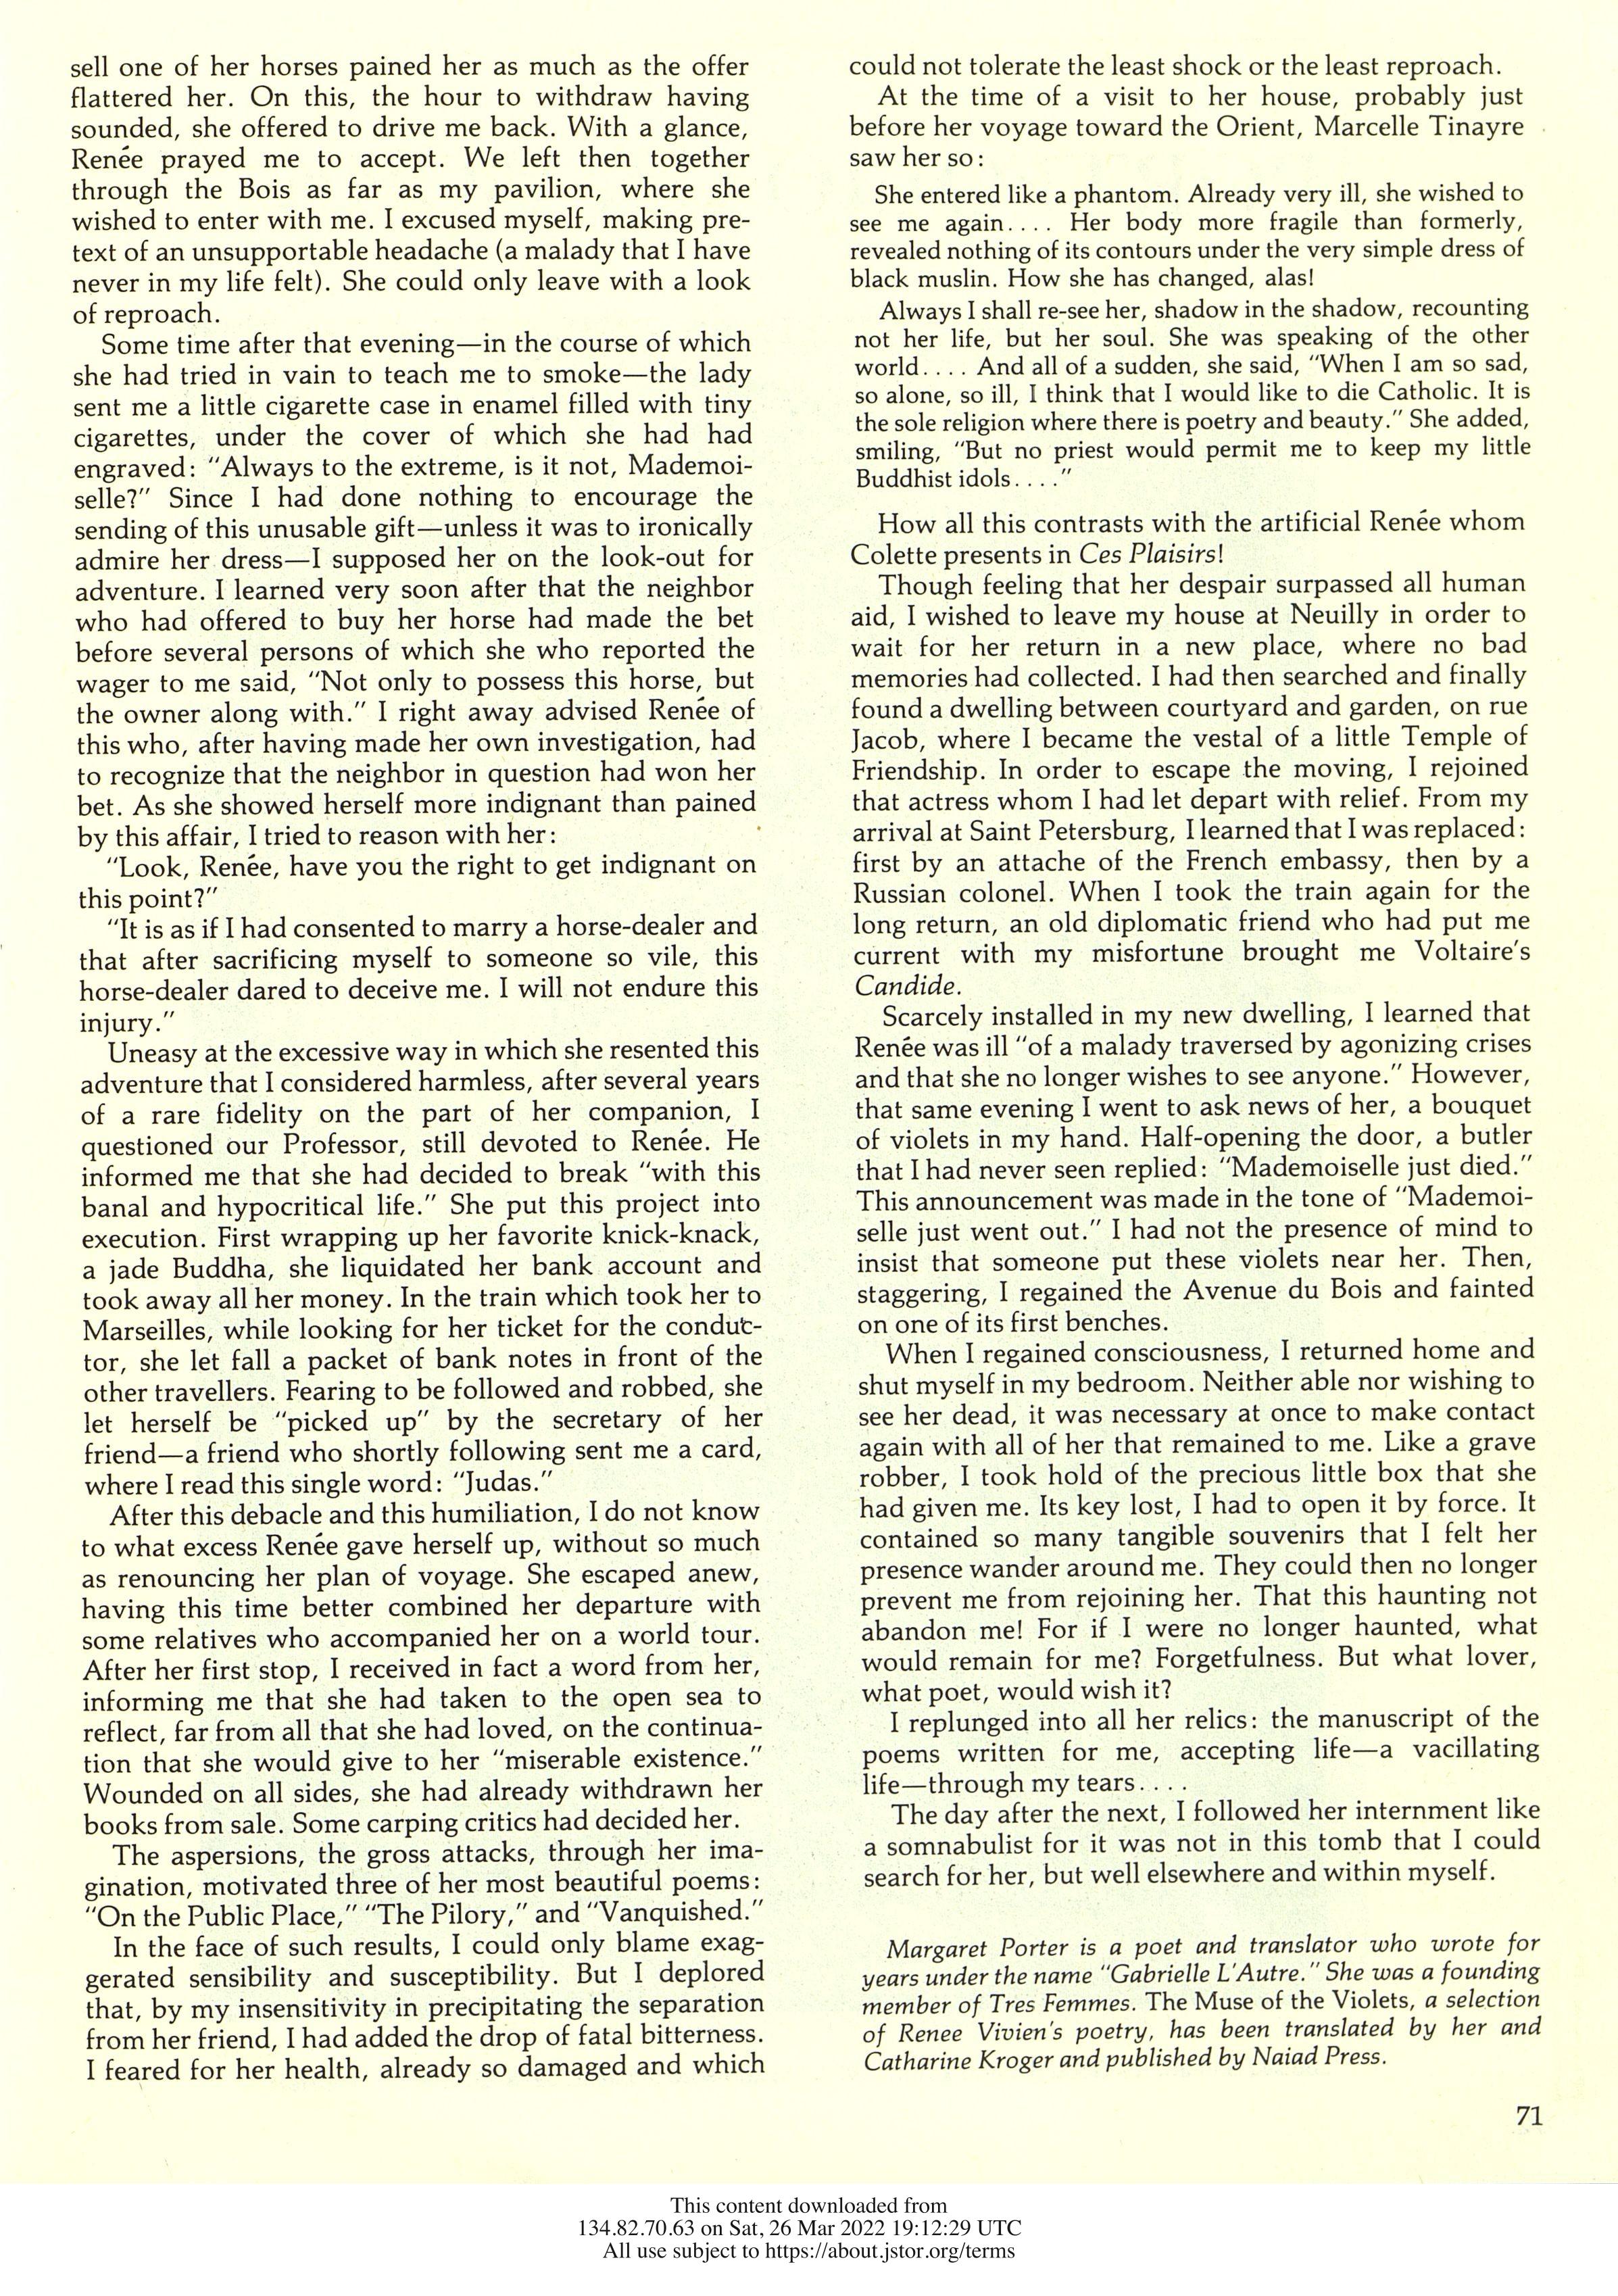 sell one of her horses pained her as much as the offer
flattered her. On this, the hour to withdraw having
sounded, she offered to drive me back. With a glance,
Renée prayed me to accept. We left then together
through the Bois as far as my pavilion, where she
wished to enter with me. I excused myself, making pre-
text of an unsupportable headache (a malady that I have
never in my life felt). She could only leave with a look
of reproach.
Some time after that evening—in the course of which
she had tried in vain to teach me to smoke—the lady
sent me a little cigarette case in enamel filled with tiny
cigarettes, under the cover of which she had had
engraved: "Always to the extreme, is it not, Mademoi-
selle?" Since I had done nothing to encourage the
sending of this unusable gift—unless it was to ironically
admire her dress—I supposed her on the look-out for
adventure. I learned very soon after that the neighbor
who had offered to buy her horse had made the bet
before several persons of which she who reported the
wager to me said, "Not only to possess this horse, but
the owner along with." I right away advised Renée of
this who, after having made her own investigation, had
to recognize that the neighbor in question had won her
bet. As she showed herself more indignant than pained
by this affair, I tried to reason with her:
"Look, Renée, have you the right to get indignant on
this point?"
"It is as if I had consented to marry a horse-dealer and
that after sacrificing myself to someone so vile, this
horse-dealer dared to deceive me. I will not endure this
injury."
Uneasy at the excessive way in which she resented this
adventure that I considered harmless, after several years
of a rare fidelity on the part of her companion, I
questioned our Professor, still devoted to Renée. He
informed me that she had decided to break "with this
banal and hypocritical life." She put this project into
execution. First wrapping up her favorite knick-knack,
a jade Buddha, she liquidated her bank account and
took away all her money. In the train which took her to
Marseilles, while looking for her ticket for the conduc-
tor, she let fall a packet of bank notes in front of the
other travellers. Fearing to be followed and robbed, she
let herself be "picked up" by the secretary of her
friend—a friend who shortly following sent me a card,
where I read this single word: "Judas."
After this debacle and this humiliation, I do not know
to what excess Renée gave herself up, without so much
as renouncing her plan of voyage. She escaped anew,
having this time better combined her departure with
some relatives who accompanied her on a world tour.
After her first stop, I received in fact a word from her,
informing me that she had taken to the open sea to
reflect, far from all that she had loved, on the continua-
tion that she would give to her "miserable existence."
Wounded on all sides, she had already withdrawn her
books from sale. Some carping critics had decided her.
The aspersions, the gross attacks, through her ima-
gination, motivated three of her most beautiful poems:
"On the Public Place," "The Pilory," and "Vanquished."
In the face of such results, I could only blame exag-
gerated sensibility and susceptibility. But I deplored
that, by my insensitivity in precipitating the separation
from her friend, I had added the drop of fatal bitterness.
I feared for her health, already so damaged and which
could not tolerate the least shock or the least reproach.
At the time of a visit to her house, probably just
before her voyage toward the Orient, Marcelle Tinayre
saw her so:
She entered like a phantom. Already very ill, she wished to
see me again.... Her body more fragile than formerly,
revealed nothing of its contours under the very simple dress of
black muslin. How she has changed, alas!
Always I shall re-see her, shadow in the shadow, recounting
not her life, but her soul. She was speaking of the other
world.... And all of a sudden, she said, "When I am so sad,
so alone, so ill, I think that I would like to die Catholic. It is
the sole religion where there is poetry and beauty." She added,
smiling, "But no priest would permit me to keep my little
Buddhist idols...."
How all this contrasts with the artificial Renée whom
Colette presents in Ces Plaisirs!
Though feeling that her despair surpassed all human
aid, I wished to leave my house at Neuilly in order to
wait for her return in a new place, where no bad
memories had collected. I had then searched and finally
found a dwelling between courtyard and garden, on rue
Jacob, where I became the vestal of a little Temple of
Friendship. In order to escape the moving, I rejoined
that actress whom I had let depart with relief. From my
arrival at Saint Petersburg, I learned that I was replaced:
first by an attache of the French embassy, then by a
Russian colonel. When I took the train again for the
long return, an old diplomatic friend who had put me
current with my misfortune brought me Voltaire's
Candide.
Scarcely installed in my new dwelling, I learned that
Renée was ill "of a malady traversed by agonizing crises
and that she no longer wishes to see anyone." However,
that same evening I went to ask news of her, a bouquet
of violets in my hand. Half-opening the door, a butler
that I had never seen replied: "Mademoiselle just died."
This announcement was made in the tone of "Mademoi-
selle just went out." I had not the presence of mind to
insist that someone put these violets near her. Then,
staggering, I regained the Avenue du Bois and fainted
on one of its first benches.
When I regained consciousness, I returned home and
shut myself in my bedroom. Neither able nor wishing to
see her dead, it was necessary at once to make contact
again with all of her that remained to me. Like a grave
robber, I took hold of the precious little box that she
had given me. Its key lost, I had to open it by force. It
contained so many tangible souvenirs that I felt her
presence wander around me. They could then no longer
prevent me from rejoining her. That this haunting not
abandon me! For if I were no longer haunted, what
would remain for me? Forgetfulness. But what lover,
what poet, would wish it?
I replunged into all her relics: the manuscript of the
poems written for me, accepting life—a vacillating
life—through my tears....
The day after the next, I followed her internment like
a somnabulist for it was not in this tomb that I could
search for her, but well elsewhere and within myself.
Margaret Porter is a poet and translator who wrote for
years under the name "Gabrielle L'Autre." She was a founding
member of Tres Femmes. The Muse of the Violets, a selection
of Renee Vivien's poetry, has been translated by her and
Catharine Kroger and published by Naiad Press.
71
This content downloaded from
134.82.70.63 on Sat, 26 Mar 2022 19:12:29 UTC
All use subject to https://about.jstor.org/terms